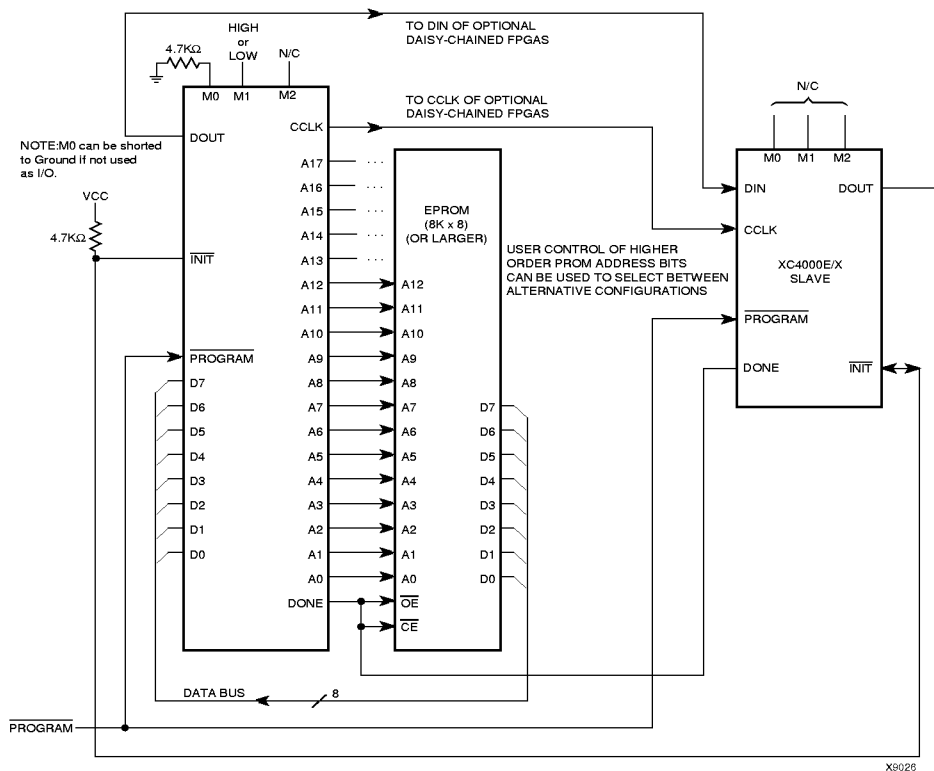 TO DIN OF OPTIONAL
DAISY-CHAINED FPGAS
HIGH
or
LOW
4.7KΩ
N/C
M0
M1
M2
N/C
TO CCLK OF OPTIONAL
DAISY-CHAINED FPGAS
DOUT
CCLK
NOTE:M0 can be shorted
to Ground if not used
as I/O.
M0
M1
M2
A17
...
A16
...
A15
...
A14
...
A13
...
VCC
4.7KΩ
INIT
EPROM
(8K x 8)
(OR LARGER)
DIN
DOUT
CCLK
USER CONTROL OF HIGHER
ORDER PROM ADDRESS BITS
CAN BE USED TO SELECT BETWEEN
ALTERNATIVE CONFIGURATIONS
XC4000E/X
SLAVE
PROGRAM
DONE
INIT
A12
A12
A11
A11
A10
A10
PROGRAM
A9
A9
D7
A8
A8
D6
A7
A7
D7
D5
A6
A6
D6
D4
A5
A5
D5
D3
A4
A4
D4
D2
A3
A3
D3
D1
A2
A2
D2
D0
A1
A1
D1
A0
A0
D0
DONE
OE
CE
DATA BUS
8
PROGRAM
X9026